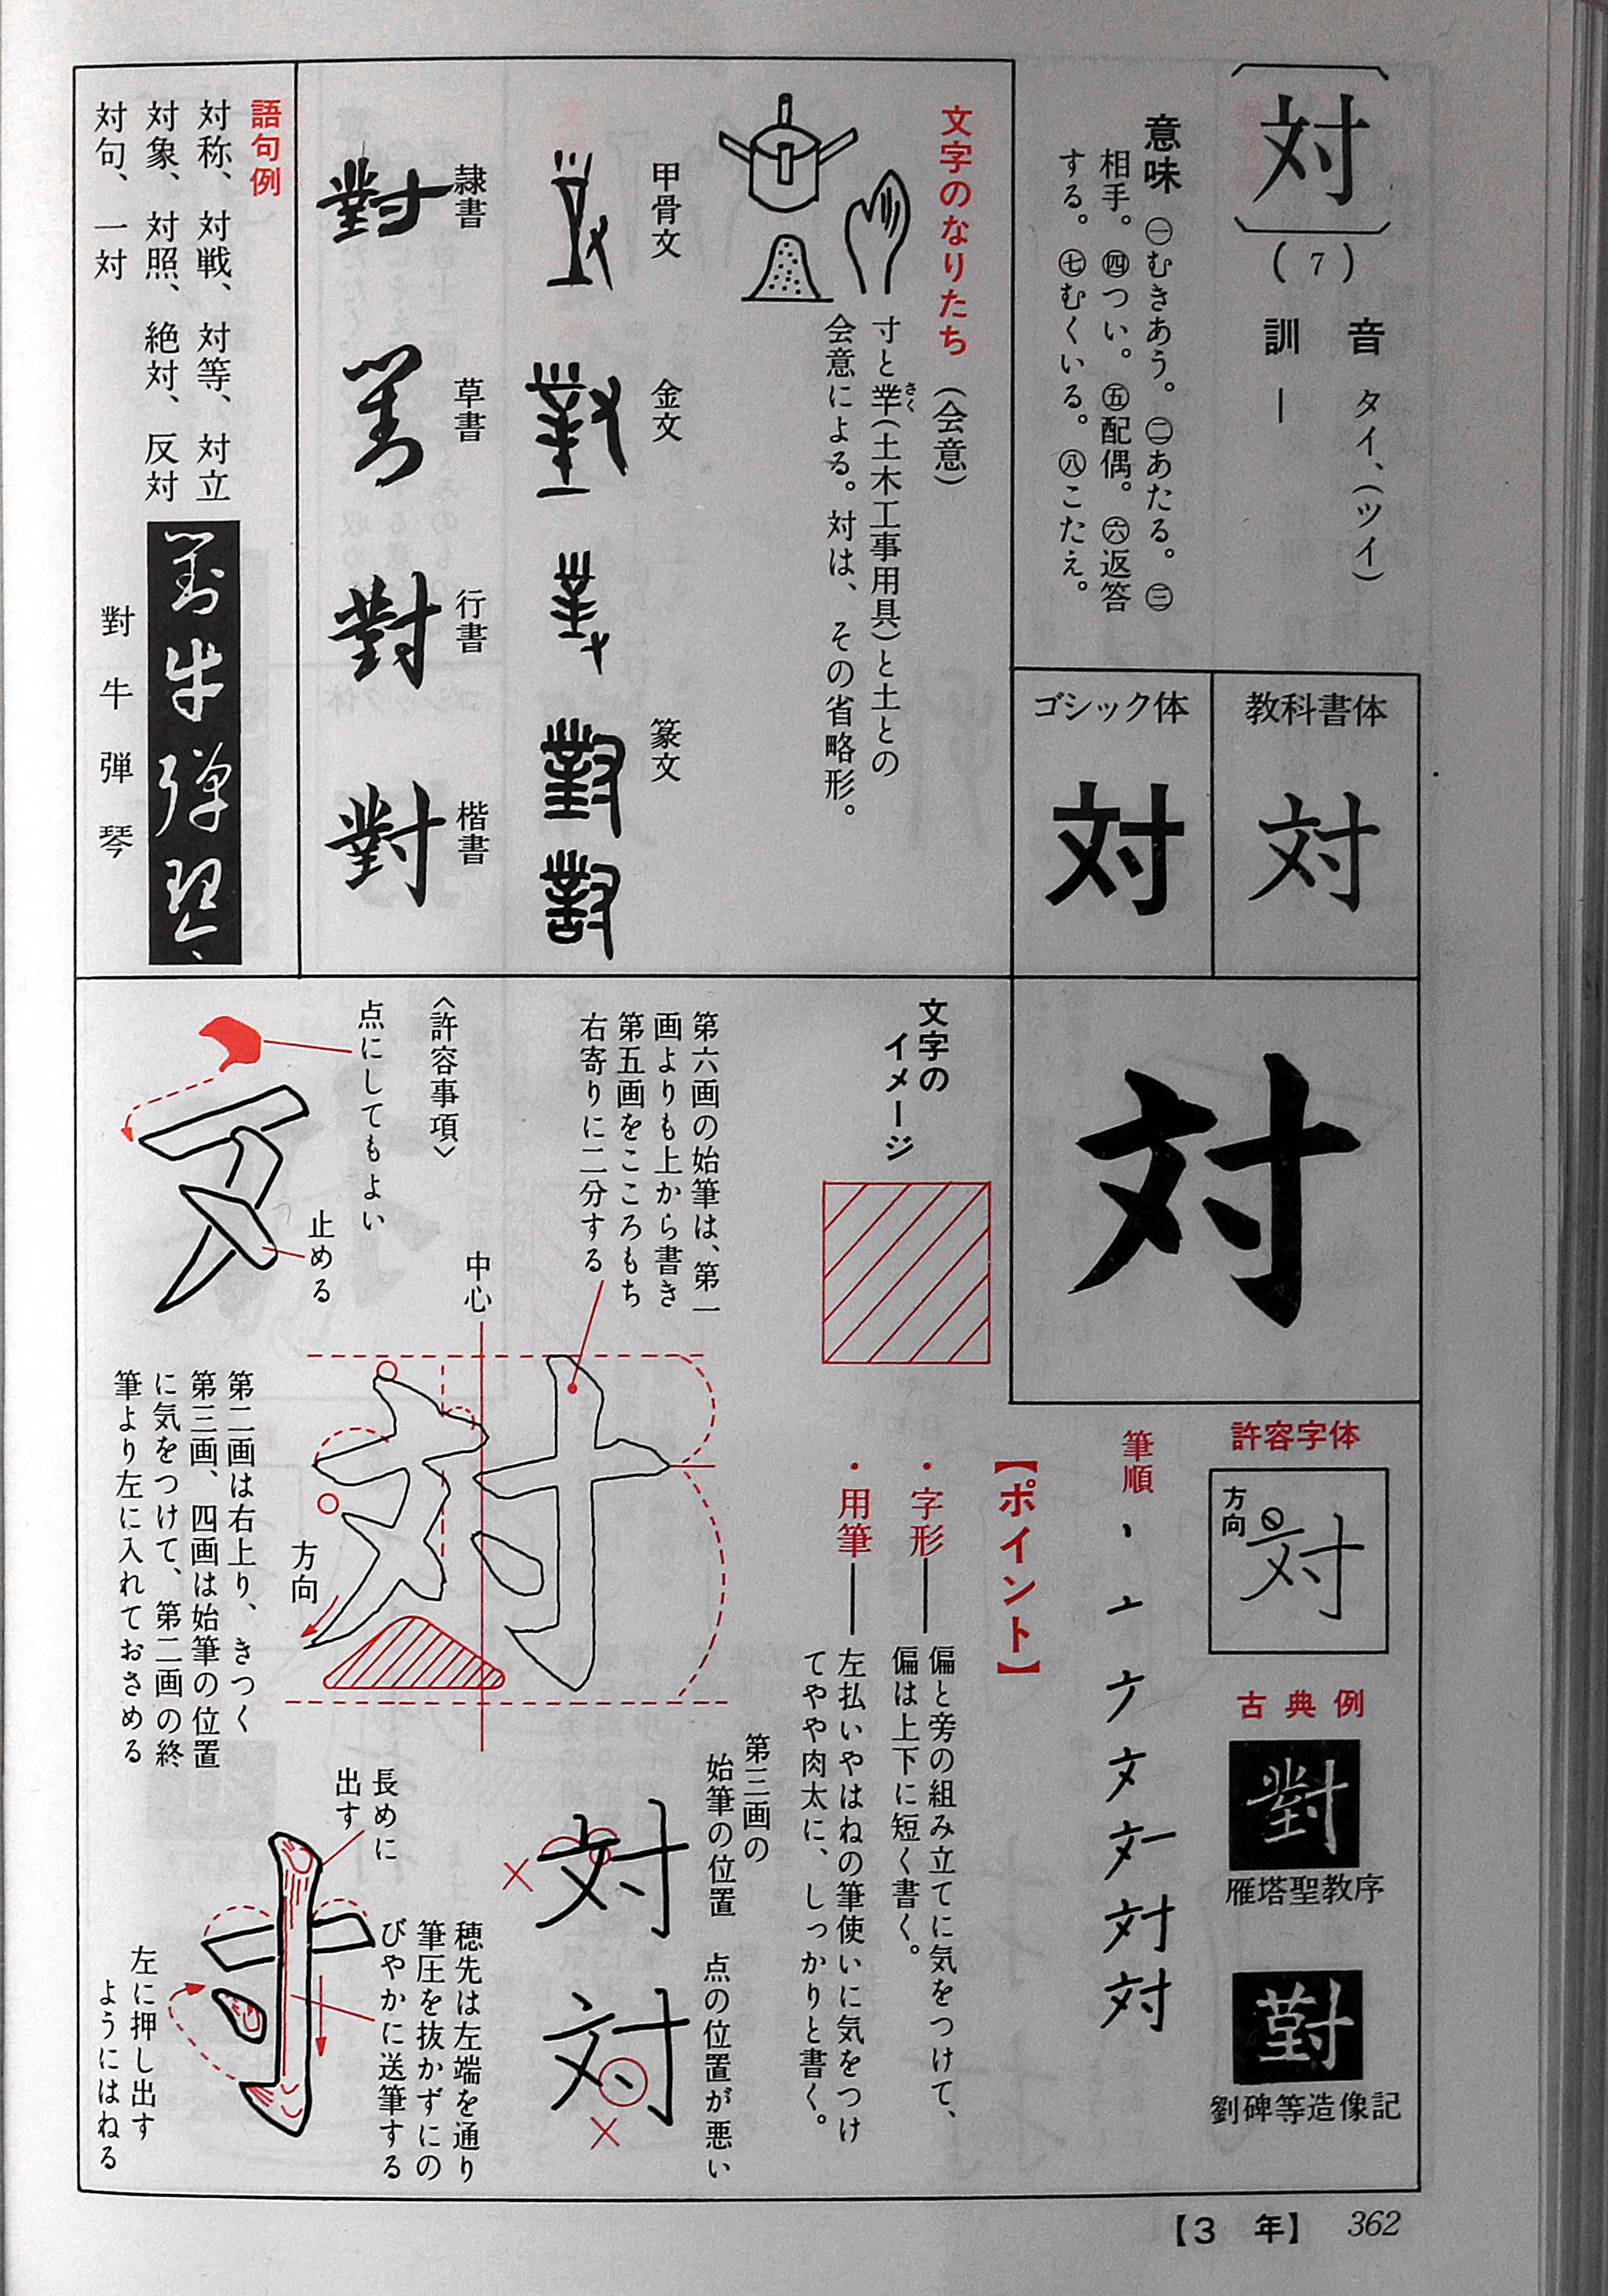 〔対〕(7)
音 タイ、(ツイ)
訓 ―
意味 ㊀むきあう。㊁あたる。㊂
相手。㊃つい。㊄配偶。㊅返答
する。㊆むくいる。㊇こたえ。
教科書体
対
ゴシック体
対
文字のなりたち (会意)
寸と丵(土木工事用具)と土との
さく
会意による。対は、その省略形。
甲骨文
金文
篆文
隷書 對
草書 對
行書 對
楷書 對
語句例
対称、対戦、対等、対立
対象、対照、絶対、反対
対句、一対
對牛弾琴
對牛弾琴
対
許容字体
対
方向
古典例
對
雁塔聖教序
對
劉碑等造像記
筆順
対
対
【ポイント】
・字形―偏と旁の組み立てに気をつけて、
偏は上下に短く書く。
・用筆―左払いやはねの筆使いに気をつけ
てやや肉太に、しっかりと書く。
文字の
イメージ
第六画の始筆は、第一
画よりも上から書き
第五画をこころもち
右寄りに二分する
中心
〈許容事項〉
点にしてもよい
止める
方向
第二画は右上り、きつく
第三画、四画は始筆の位置
に気をつけて、第二画の終
筆より左に入れておさめる
第三画の
始筆の位置
対
点の位置が悪い
対
長めに
出す
穂先は左端を通り
筆圧を抜かずにの
びやかに送筆する
左に押し出す
ようにはねる
【3 年】 362